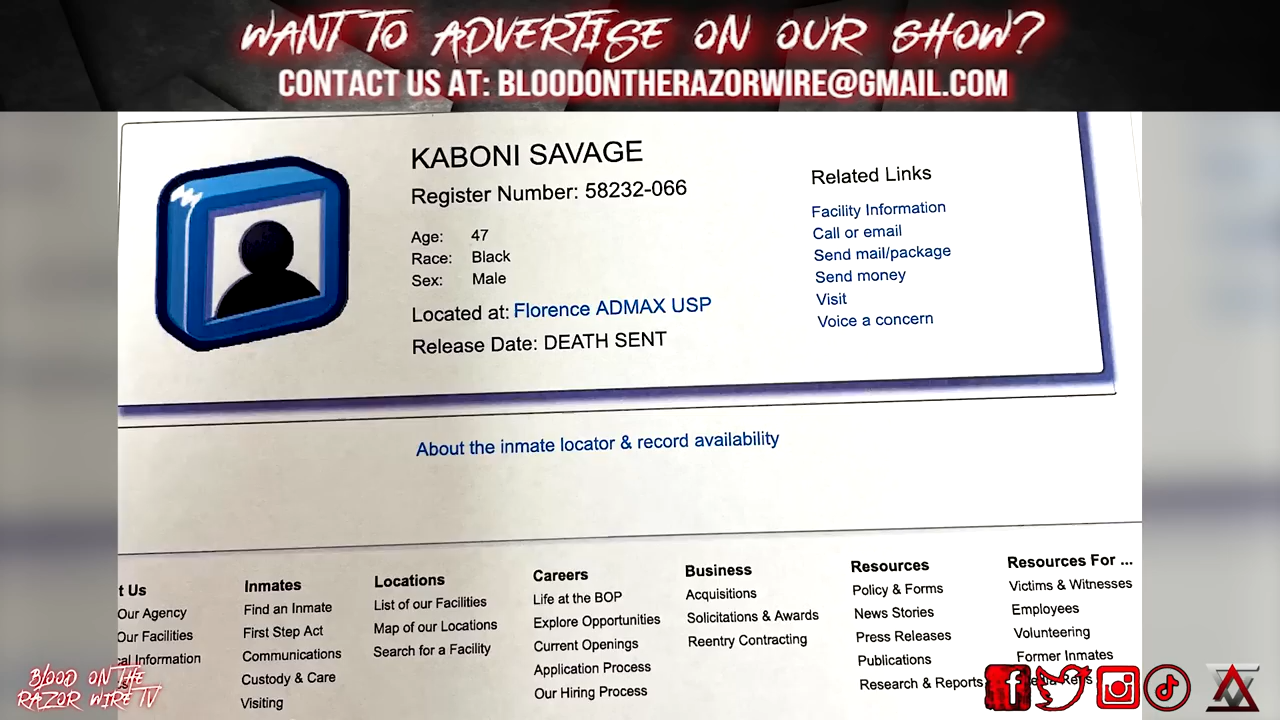 WANT TO ADVERTISE ON OUR SHOW?
CONTACT US AT: BLOODONTHERAZORWIRE@GMAIL.COM
KABONI SAVAGE
Register Number: 58232-066
Age: 47
Race: Black
Sex: Male
Located at: Florence ADMAX USP
Release Date: DEATH SENT
Related Links
Facility Information
Call or email
Send mail/package
Send money
Visit
Voice a concern
About the inmate locator & record availability
t Us
Our Agency
Our Facilities
cal Information
Inmates
Find an Inmate
First Step Act
Communications
Custody & Care
Visiting
Locations
List of our Facilities
Map of our Locations
Search for a Facility
Careers
Life at the BOP
Explore Opportunities
Current Openings
Application Process
Our Hiring Process
Business
Acquisitions
Solicitations & Awards
Reentry Contracting
Resources
Policy & Forms
News Stories
Press Releases
Publications
Research & Reports
Resources For ...
Victims & Witnesses
Employees
Volunteering
Former Inmates
BLOOD ON THE
RAZOR WIRE TV